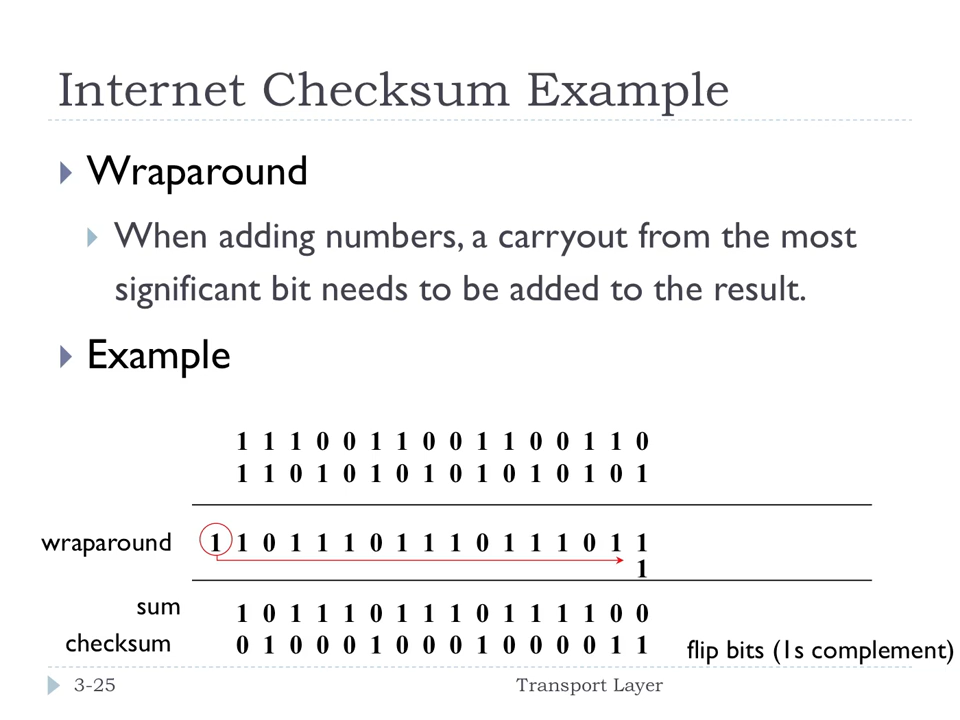 Internet Checksum Example
Wraparound
When adding numbers, a carryout from the most
significant bit needs to be added to the result.
Example
1 1 1 0 0 1 1 0 0 1 1 0 0 1 1 0
1 1 0 1 0 1 0 1 0 1 0 1 0 1 0 1
wraparound 1 1 0 1 1 1 0 1 1 1 0 1 1 1 0 1 1
1
sum 1 0 1 1 1 0 1 1 1 0 1 1 1 1 0 0
checksum 0 1 0 0 0 1 0 0 0 1 0 0 0 0 1 1 flip bits (1s complement)
3-25 Transport Layer